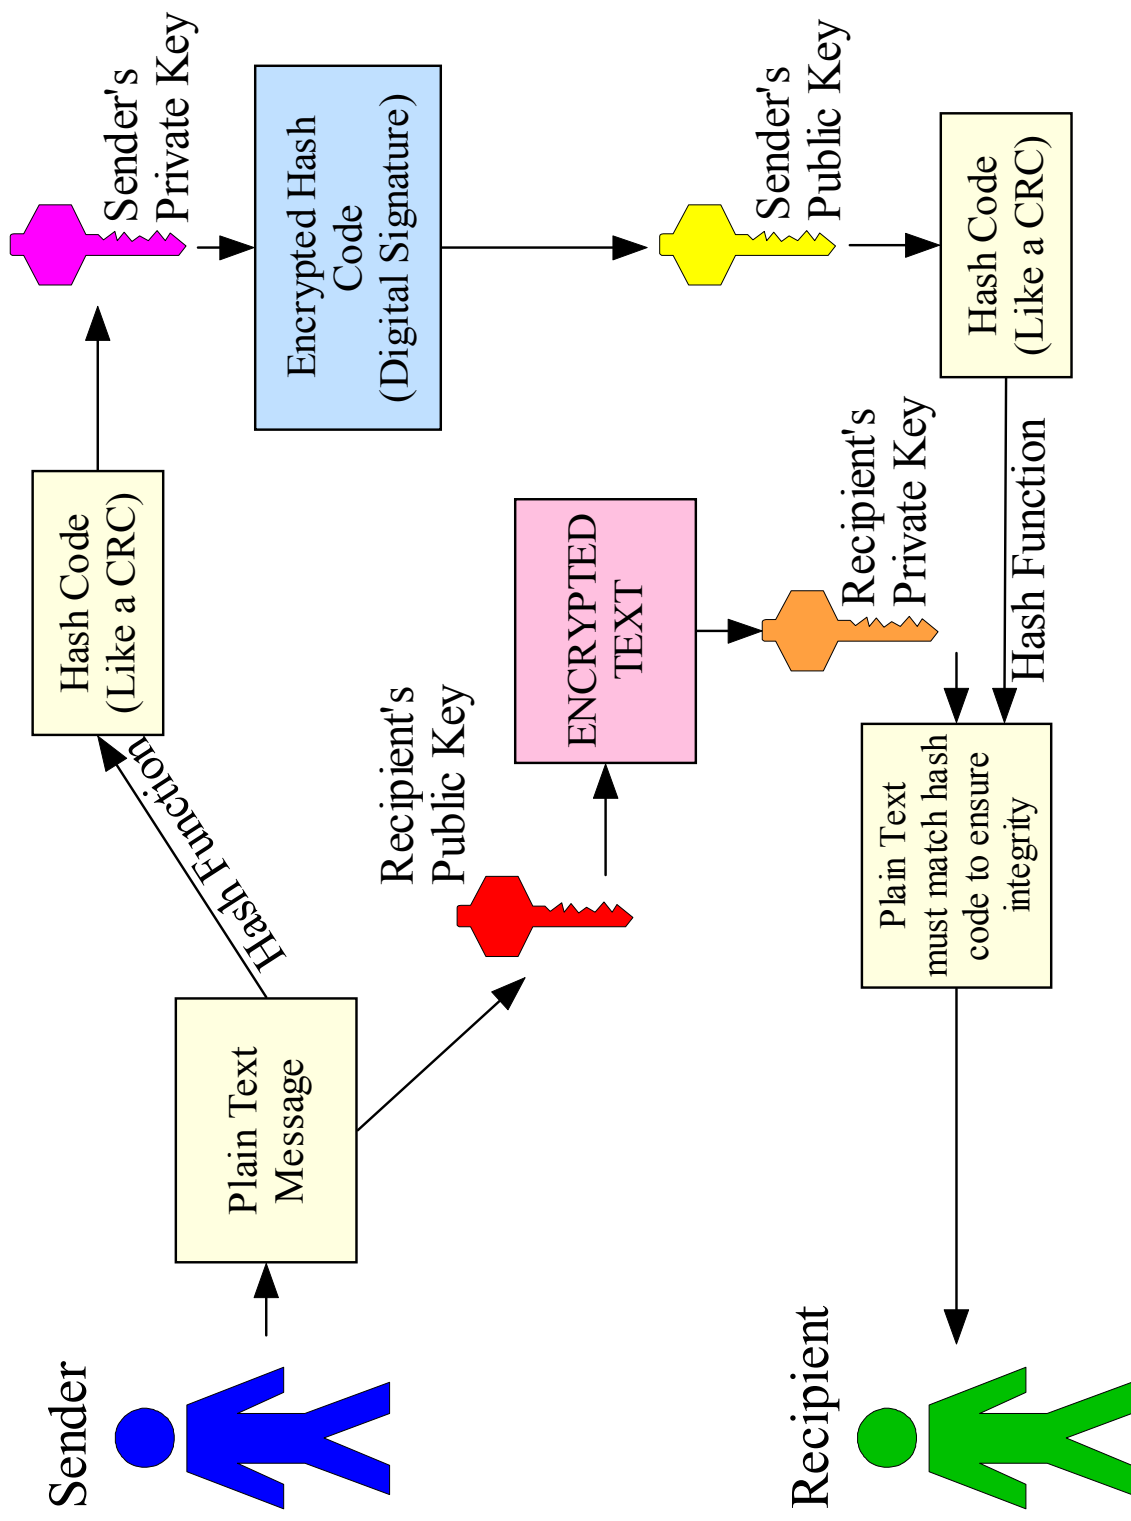 Sender
Plain Text
Message
Hash Function
Hash Code
(Like a CRC)
Sender's
Private Key
Encrypted Hash
Code
(Digital Signature)
Recipient's
Public Key
ENCRYPTED
TEXT
Sender's
Public Key
Recipient's
Private Key
Hash Code
(Like a CRC)
Hash Function
Plain Text
must match hash
code to ensure
integrity
Recipient